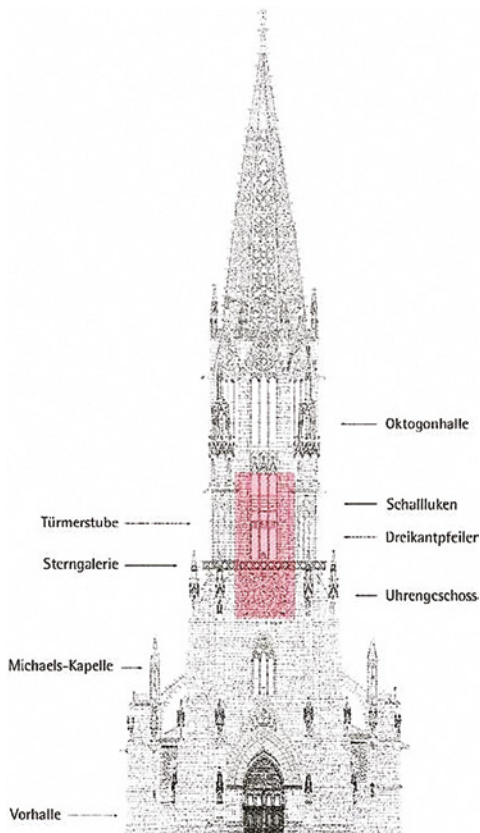 Oktogonhalle
Schallluken
Türmerstube
Dreikantpfeiler
Sterngalerie
Uhrengeschoss
Michaels-Kapelle
Vorhalle